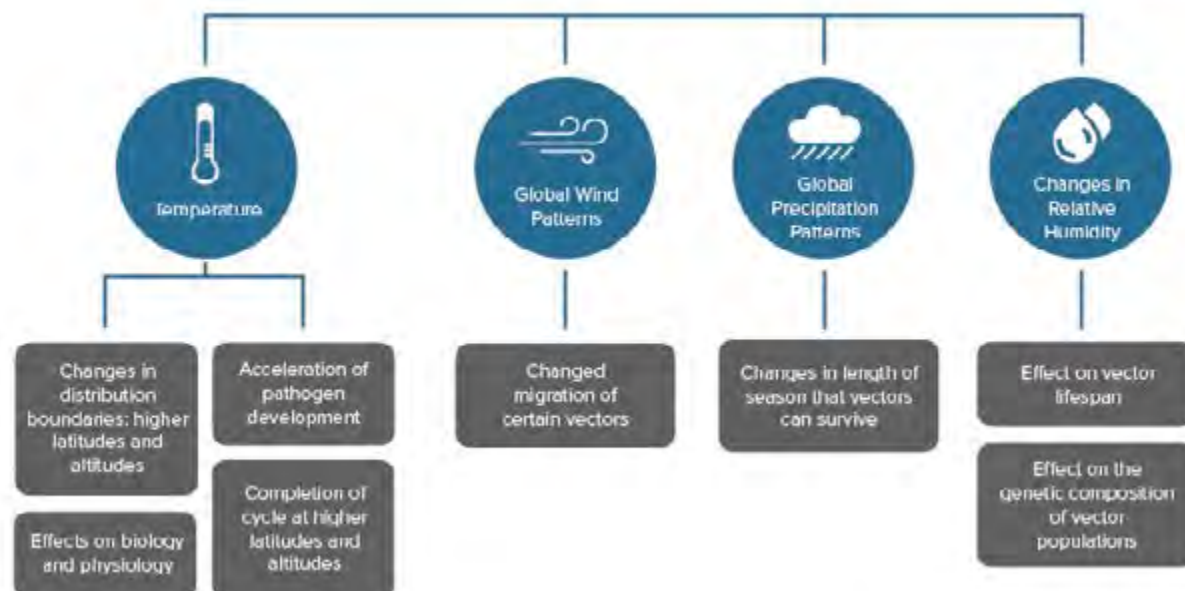 Temperature
Global Wind
Patterns
Global
Precipitation
Patterns
Changes in
Relative
Humidity
Changes in
distribution
boundaries: higher
latitudes and
altitudes
Effects on biology
and physiology
Acceleration of
pathogen
development
Completion of
cycle at higher
latitudes and
altitudes
Changed
migration of
certain vectors
Changes in length of
season that vectors
can survive
Effect on vector
lifespan
Effect on the
genetic composition
of vector
populations